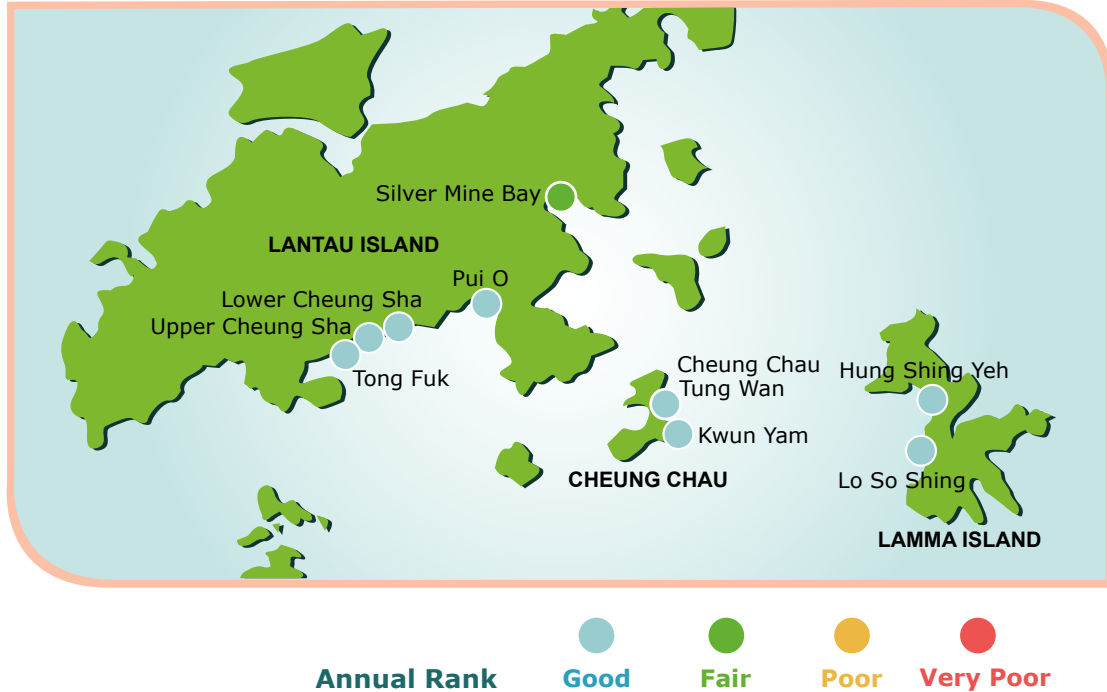 Silver Mine Bay
LANTAU ISLAND
Pui O
Lower Cheung Sha
Upper Cheung Sha
Tong Fuk
Cheung Chau
Tung Wan
Kwun Yam
CHEUNG CHAU
Hung Shing Yeh
Lo So Shing
LAMMA ISLAND
Annual Rank Good Fair Poor Very Poor